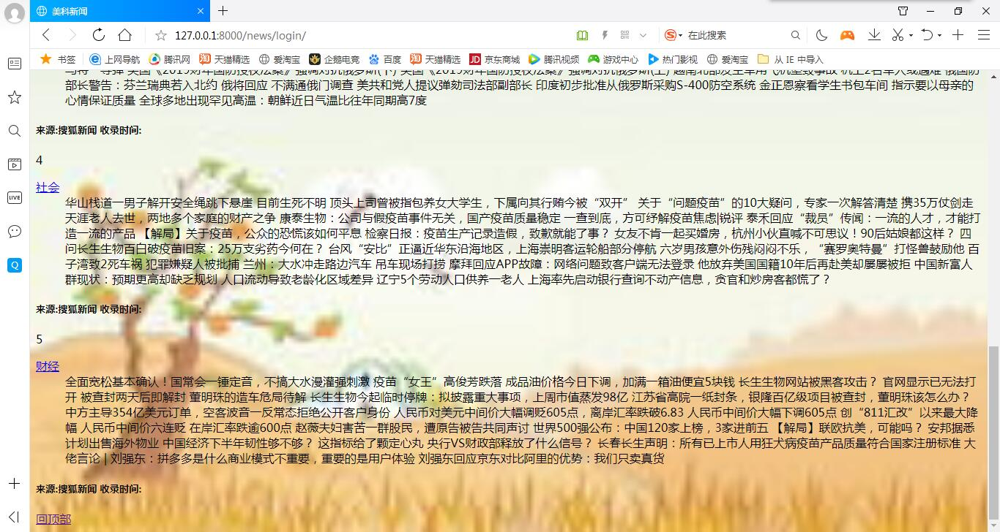 美科新闻
127.0.0.1:8000/news/login/
在此搜索
书签 上网导航 腾讯网 天猫精选 爱淘宝 企鹅电竞 百度 天猫精选 京东商城 腾讯视频 游戏中心 热门影视 爱淘宝 从 IE 中导入
LIVE
部长警告：芬兰瑞典若入北约 俄将回应 不满通俄门调查 美共和党人提议弹劾司法部副部长 印度初步批准从俄罗斯采购S-400防空系统 金正恩察看学生书包车间 指示要以母亲的
心情保证质量 全球多地出现罕见高温：朝鲜近日气温比往年同期高7度
来源:搜狐新闻 收录时间:
4
社会
华山栈道一男子解开安全绳跳下悬崖 目前生死不明 顶头上司曾被指包养女大学生，下属向其行贿今被“双开” 关于“问题疫苗”的10大疑问，专家一次解答清楚 携35万仗剑走
天涯老人去世，两地多个家庭的财产之争 康泰生物：公司与假疫苗事件无关，国产疫苗质量稳定 一查到底，方可纾解疫苗焦虑|锐评 泰禾回应“裁员”传闻：一流的人才，才能打
造一流的产品 【解局】关于疫苗，公众的恐慌该如何平息 检察日报：疫苗生产记录造假，致歉就能了事？ 女友不肯一起买婚房，杭州小伙直喊不可思议！90后姑娘都这样？ 四
问长生生物百白破疫苗旧案：25万支劣药今何在？ 台风“安比”正逼近华东沿海地区，上海崇明客运轮船部分停航 六岁男孩意外伤残闷闷不乐，“赛罗奥特曼”打怪兽鼓励他 百
子湾致2死车祸 犯罪嫌疑人被批捕 兰州：大水冲走路边汽车 吊车现场打捞 摩拜回应APP故障：网络问题致客户端无法登录 他放弃美国国籍10年后再赴美却屡屡被拒 中国新富人
群现状：预期更高却缺乏规划 人口流动导致老龄化区域差异 辽宁5个劳动人口供养一老人 上海率先启动银行查询不动产信息，贪官和炒房客都慌了？
来源:搜狐新闻 收录时间:
5
财经
全面宽松基本确认！国常会一锤定音，不搞大水漫灌强刺激 疫苗“女王”高俊芳跌落 成品油价格今日下调，加满一箱油便宜5块钱 长生生物网站被黑客攻击？ 官网显示已无法打
开 被查封两天后即解封 董明珠的造车危局待解 长生生物今起临时停牌：拟披露重大事项，上周市值蒸发98亿 江苏省高院一纸封条，银隆百亿级项目被查封，董明珠该怎么办？
中方主导354亿美元订单，空客波音一反常态拒绝公开客户身份 人民币对美元中间价大幅调贬605点，离岸汇率跌破6.83 人民币中间价大幅下调605点 创“811汇改”以来最大降
幅 人民币中间价六连贬 在岸汇率跌逾600点 赵薇夫妇害苦一群股民，遭原告被告共同声讨 世界500强公布：中国120家上榜，3家进前五 【解局】联欧抗美，可能吗？ 安邦据悉
计划出售海外物业 中国经济下半年韧性够不够？ 这指标给了颗定心丸 央行VS财政部释放了什么信号？ 长春长生声明：所有已上市人用狂犬病疫苗产品质量符合国家注册标准 大
佬言论 | 刘强东：拼多多是什么商业模式不重要，重要的是用户体验 刘强东回应京东对比阿里的优势：我们只卖真货
来源:搜狐新闻 收录时间:
回顶部